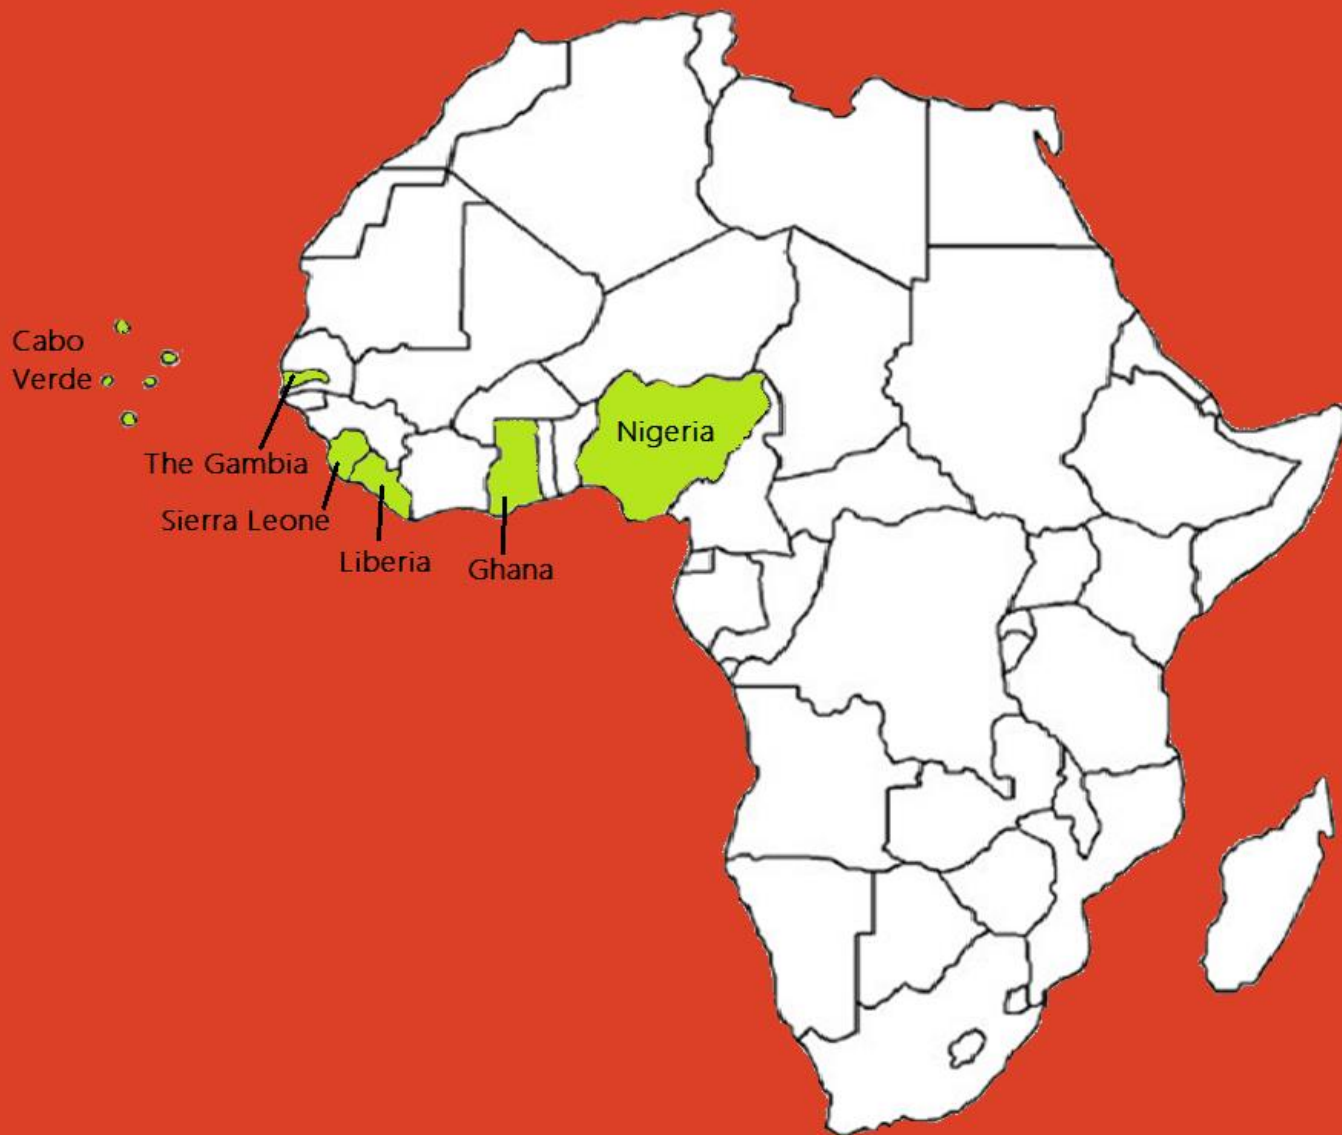 Cabo
Verde
Nigeria
The Gambia
Sierra Leone
Liberia
Ghana